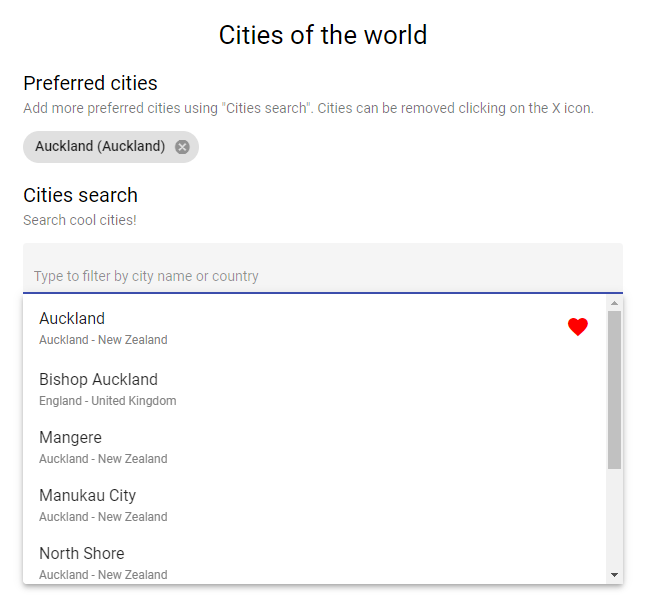 Cities of the world
Preferred cities
Add more preferred cities using "Cities search". Cities can be removed clicking on the X icon.
Auckland (Auckland)
Cities search
Search cool cities!
Type to filter by city name or country
Auckland
Auckland - New Zealand
Bishop Auckland
England - United Kingdom
Mangere
Auckland - New Zealand
Manukau City
Auckland - New Zealand
North Shore
Auckland - New Zealand